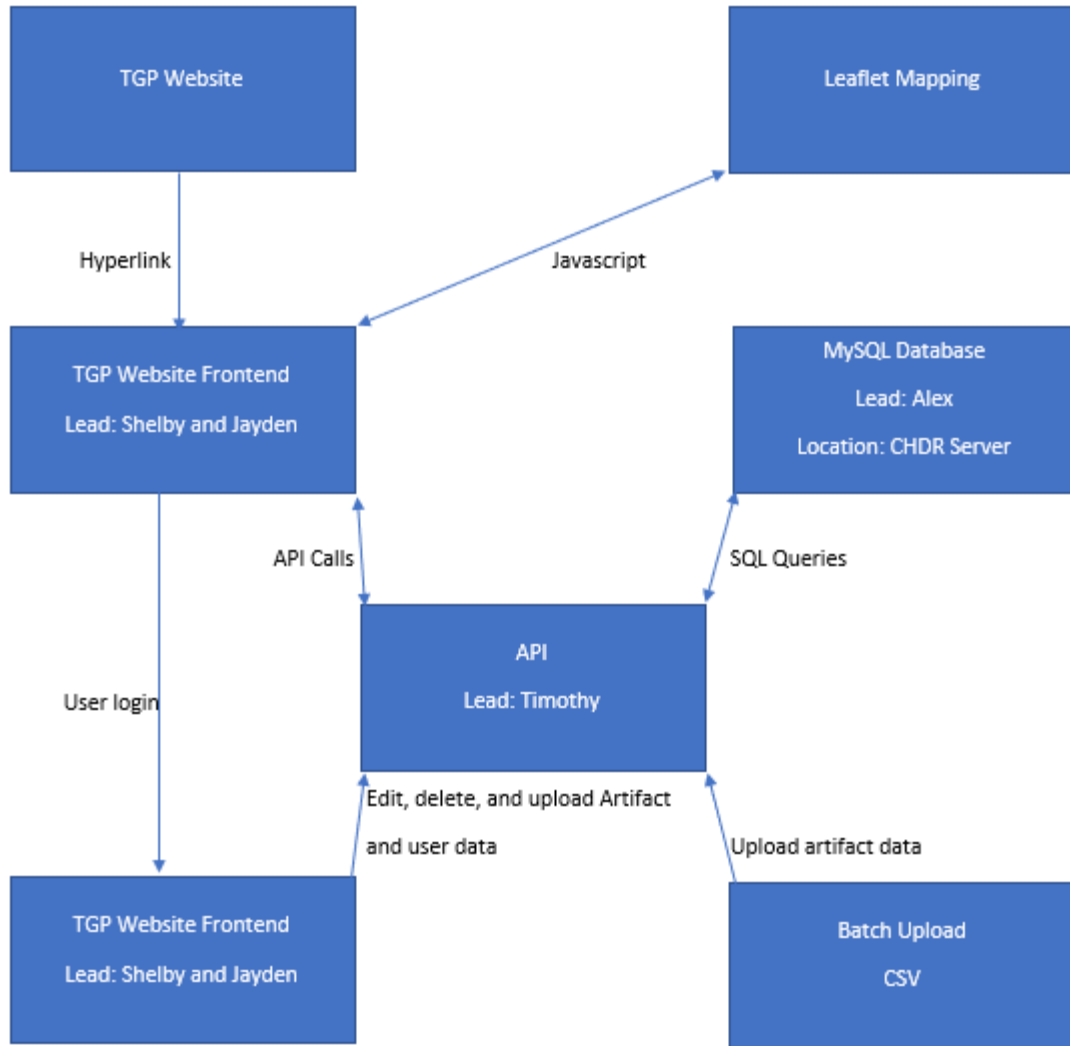 TGP Website
Leaflet Mapping
Hyperlink
Javascript
TGP Website Frontend
Lead: Shelby and Jayden
MySQL Database
Lead: Alex
Location: CHDR Server
API Calls
SQL Queries
API
Lead: Timothy
User login
Edit, delete, and upload Artifact
and user data
Upload artifact data
TGP Website Frontend
Lead: Shelby and Jayden
Batch Upload
CSV